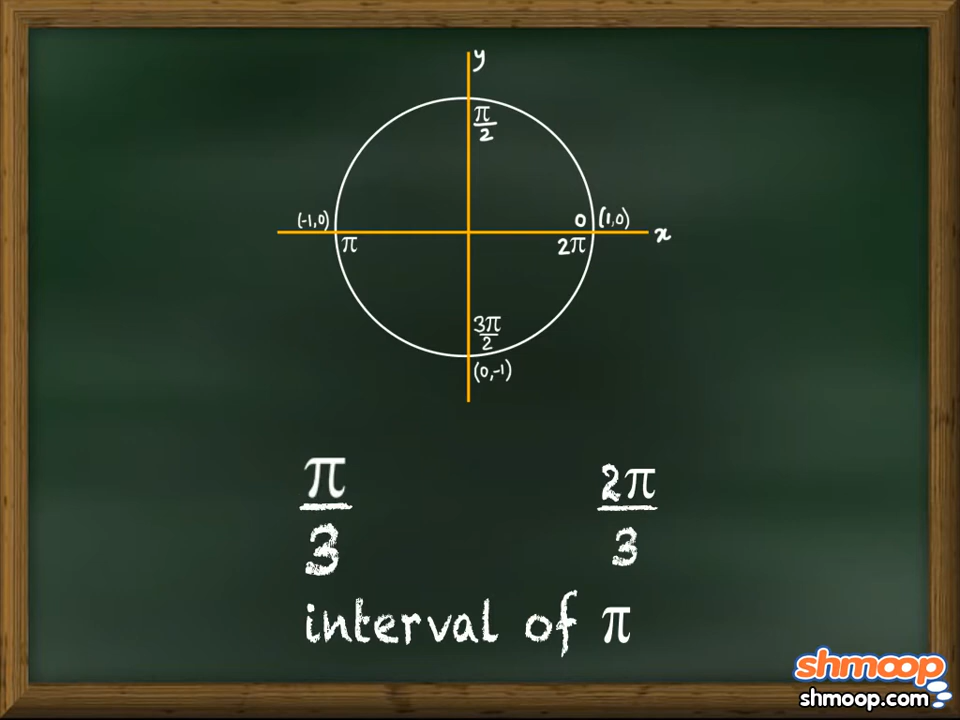 y
π/2
(-1,0) 0 (1,0)
π 2π x
3π/2
(0,-1)
π/3 2π/3
interval of π
shmoop
shmoop.com